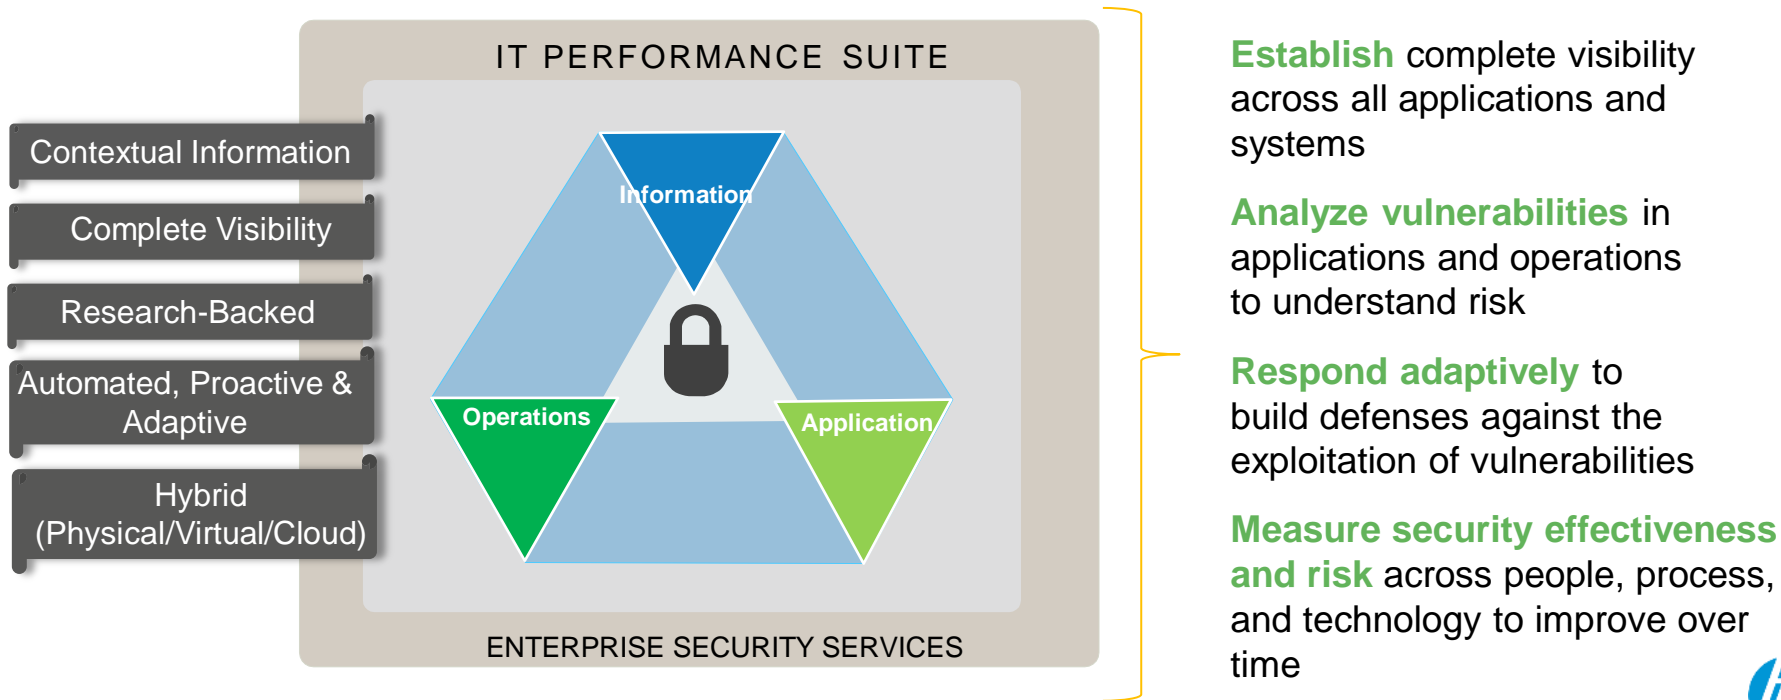 IT PERFORMANCE SUITE
Contextual Information
Complete Visibility
Research-Backed
Automated, Proactive &
Adaptive
Hybrid
(Physical/Virtual/Cloud)
Information
Operations
Application
ENTERPRISE SECURITY SERVICES
Establish complete visibility
across all applications and
systems
Analyze vulnerabilities in
applications and operations
to understand risk
Respond adaptively to
build defenses against the
exploitation of vulnerabilities
Measure security effectiveness
and risk across people, process,
and technology to improve over
time